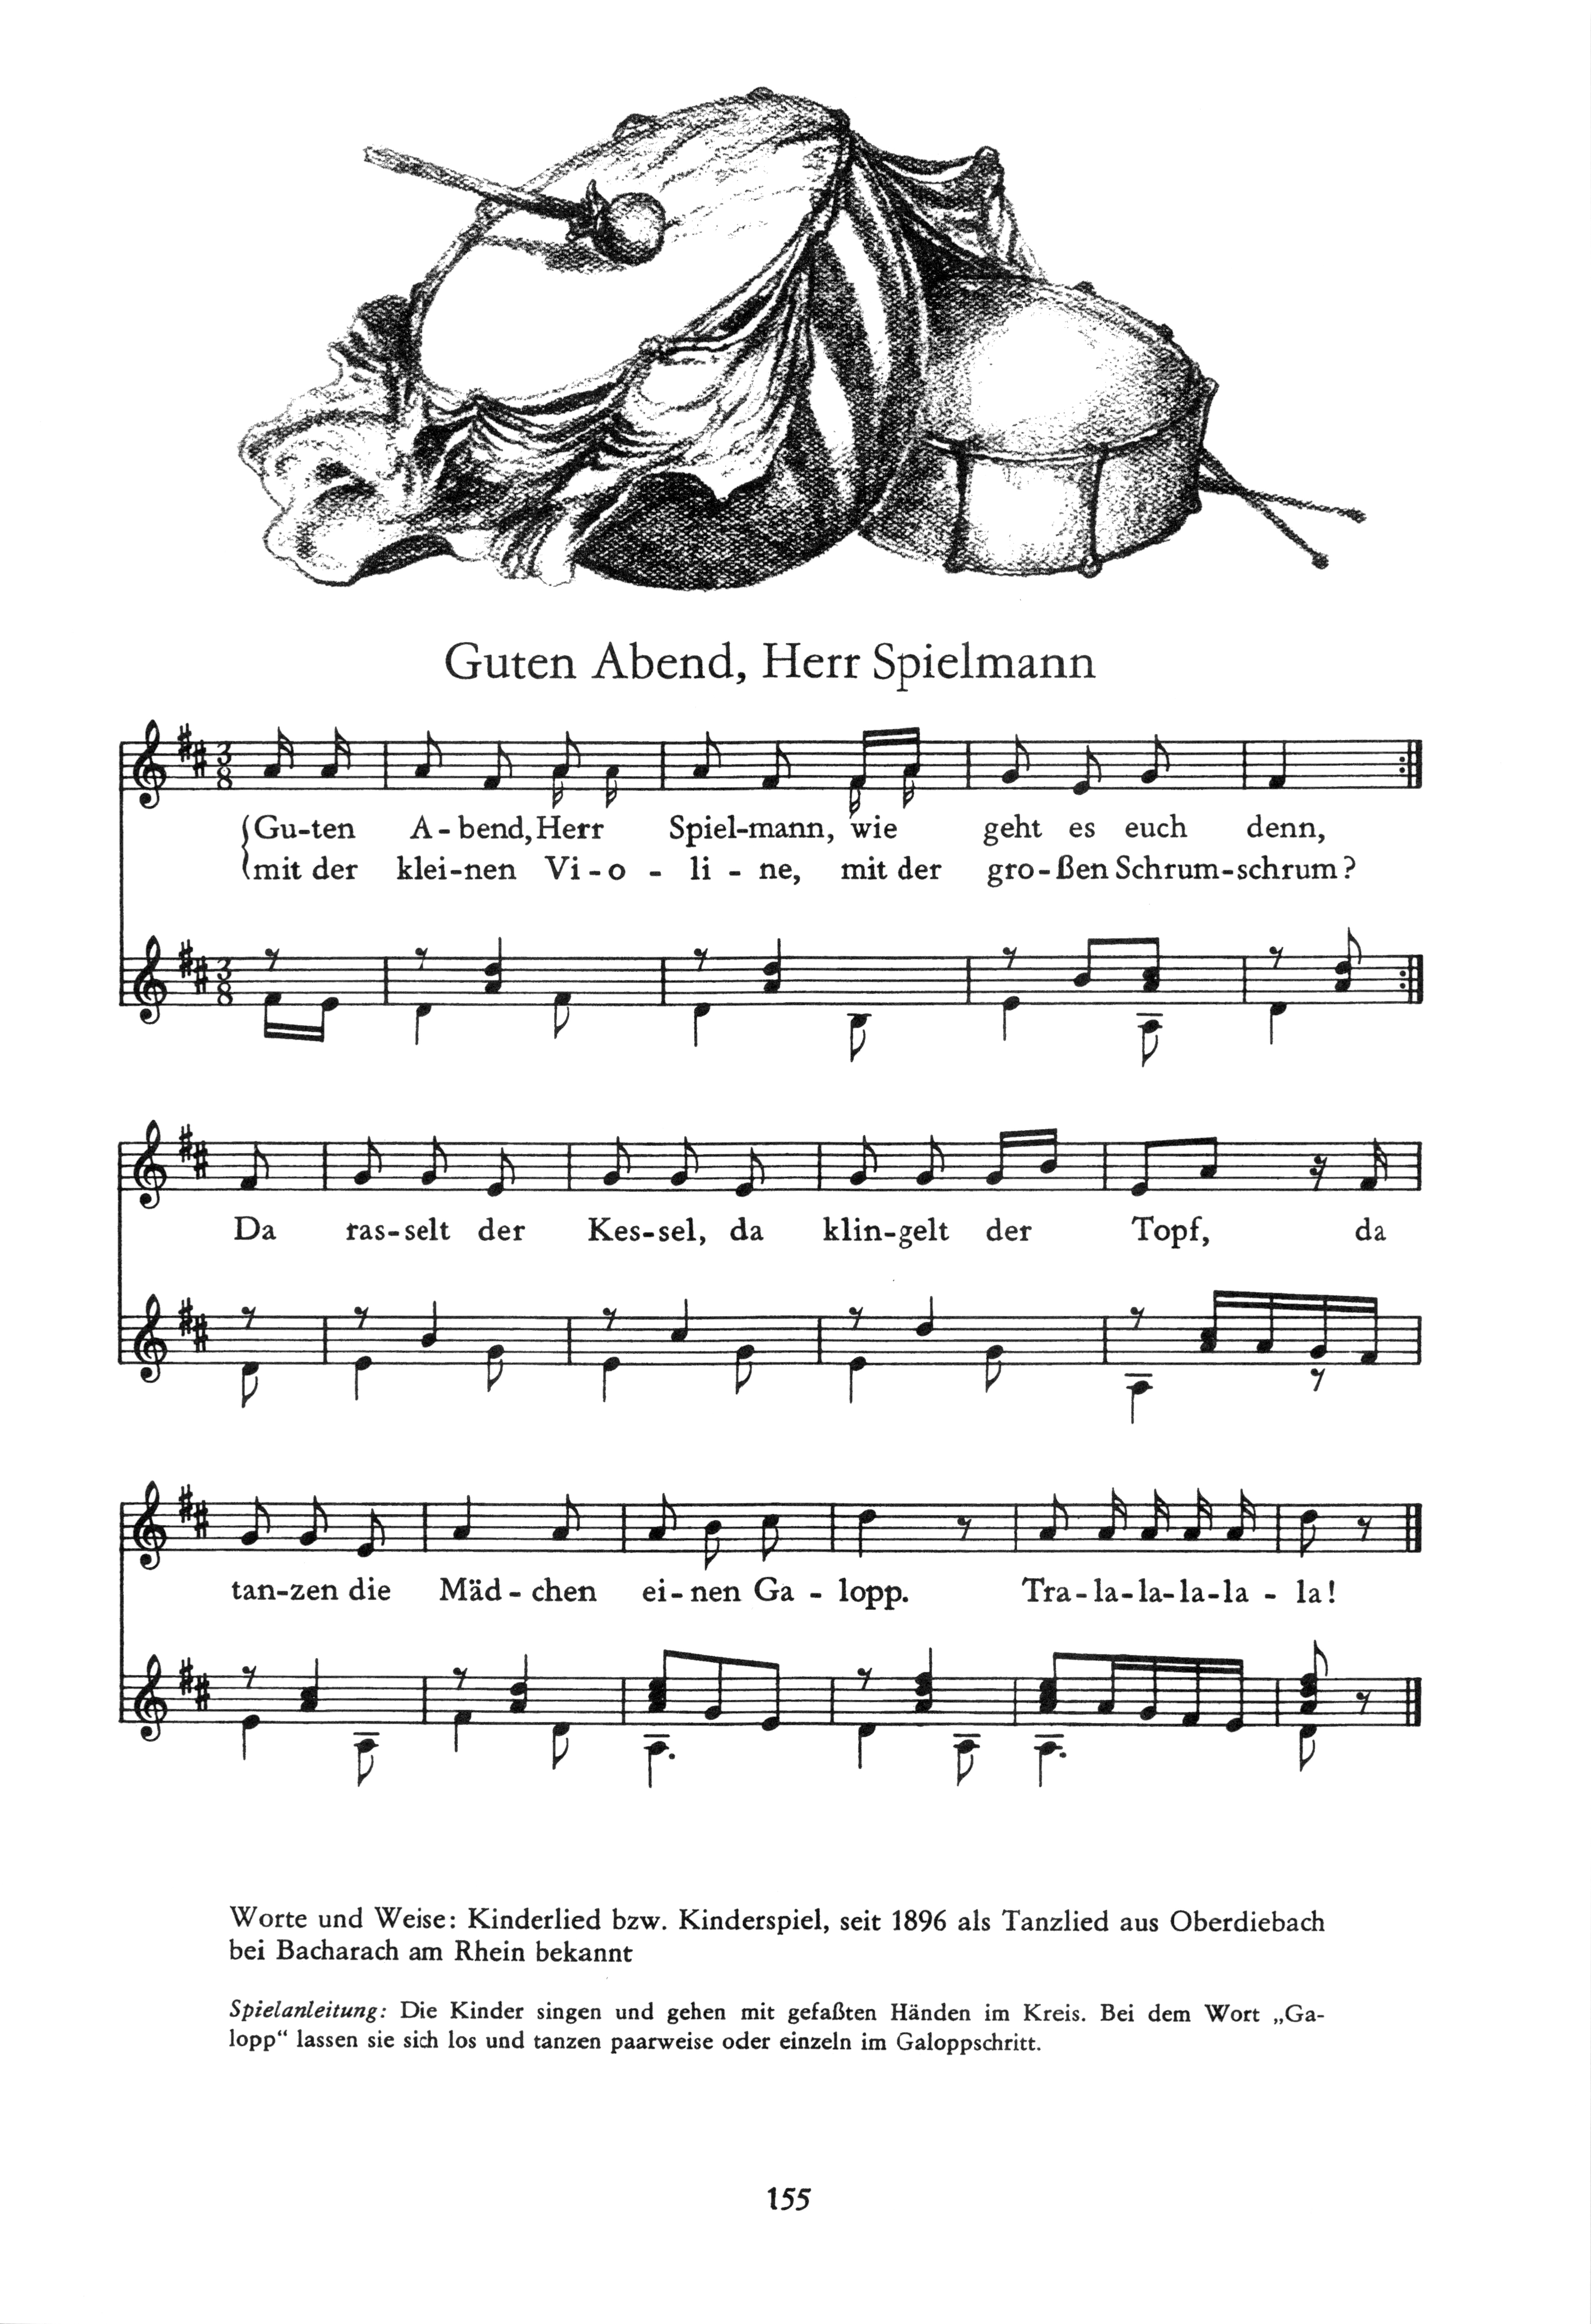 Guten Abend, Herr Spielmann
3
8
Gu-ten A-bend, Herr Spiel-mann, wie geht es euch denn,
mit der klei-nen Vi-o-li-ne, mit der gro-ßen Schrum-schrum?
3
8
Da ras-selt der Kes-sel, da klin-gelt der Topf, da
tan-zen die Mäd-chen ei-nen Ga-lopp. Tra-la-la-la-la-la!
Worte und Weise: Kinderlied bzw. Kinderspiel, seit 1896 als Tanzlied aus Oberdiebach
bei Bacharach am Rhein bekannt
Spielanleitung: Die Kinder singen und gehen mit gefaßten Händen im Kreis. Bei dem Wort „Ga-
lopp“ lassen sie sich los und tanzen paarweise oder einzeln im Galoppschritt.
155